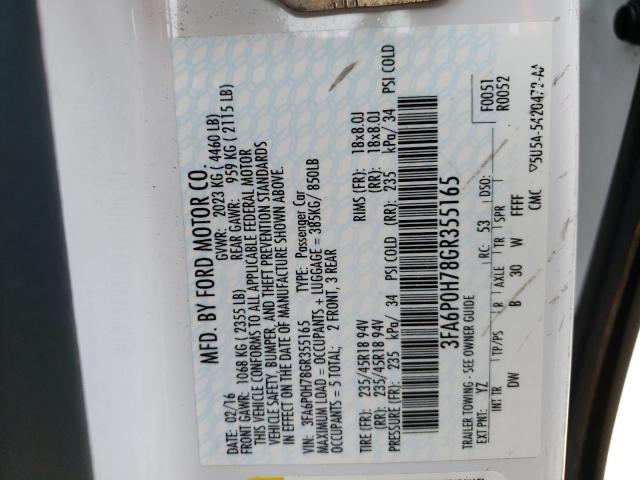 MFD. BY FORD MOTOR CO.
DATE: 02/16 GVWR: 2023 KG ( 4460 LB)
FRONT GAWR: 1068 KG ( 2355 LB) REAR GAWR: 959 KG ( 2115 LB)
THIS VEHICLE CONFORMS TO ALL APPLICABLE FEDERAL MOTOR
VEHICLE SAFETY, BUMPER, AND THEFT PREVENTION STANDARDS
IN EFFECT ON THE DATE OF MANUFACTURE SHOWN ABOVE.
VIN: 3FA6P0H78GR355165 TYPE: Passenger Car
MAXIMUM LOAD = OCCUPANTS + LUGGAGE = 385KG/ 850LB
OCCUPANTS = 5 TOTAL: 2 FRONT, 3 REAR
TIRE (FR): 235/45R18 94V RIMS (FR): 18x8.0J
(RR): 235/45R18 94V (RR): 18x8.0J
PRESSURE (FR): 235 kPa/ 34 PSI COLD (RR): 235 kPa/ 34 PSI COLD
3FA6P0H78GR355165
TRAILER TOWING - SEE OWNER GUIDE
F0051
R0052
EXT PNT: YZ RC: 53 DSO:
INT TR TP/PS R AXLE TR SPR
DW B 30 W FFFF
CMC ▽5U5A-5420472-AA